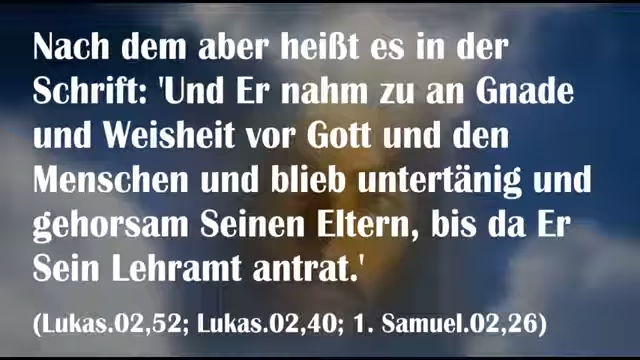 Nach dem aber heißt es in der
Schrift: 'Und Er nahm zu an Gnade
und Weisheit vor Gott und den
Menschen und blieb untertänig und
gehorsam Seinen Eltern, bis da Er
Sein Lehramt antrat.'
(Lukas.02,52; Lukas.02,40; 1. Samuel.02,26)